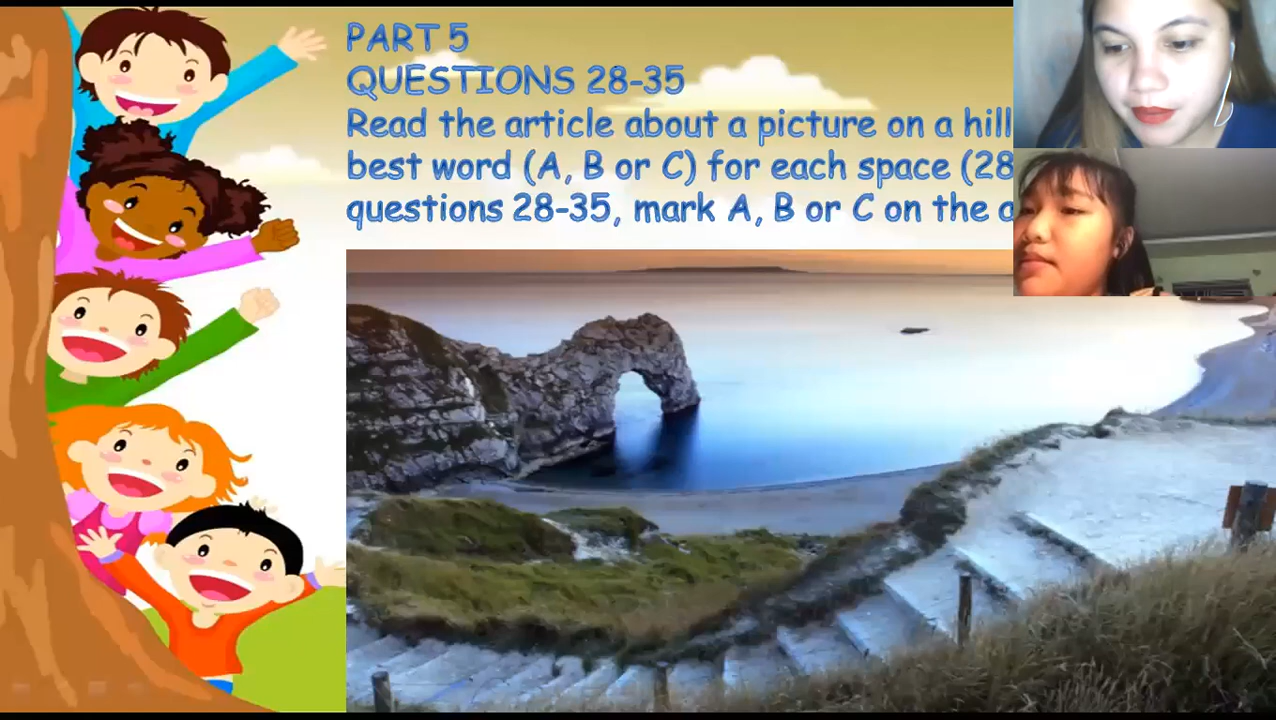 PART 5
QUESTIONS 28-35
Read the article about a picture on a hill
best word (A, B or C) for each space (28
questions 28-35, mark A, B or C on the a